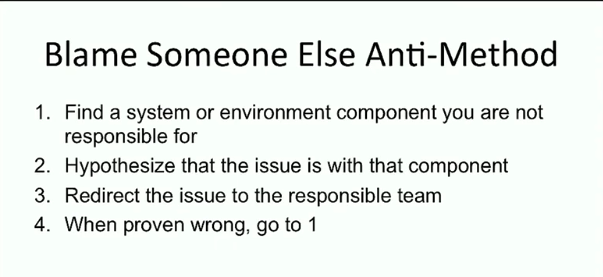 Blame Someone Else Anti-Method
1. Find a system or environment component you are not
responsible for
2. Hypothesize that the issue is with that component
3. Redirect the issue to the responsible team
4. When proven wrong, go to 1